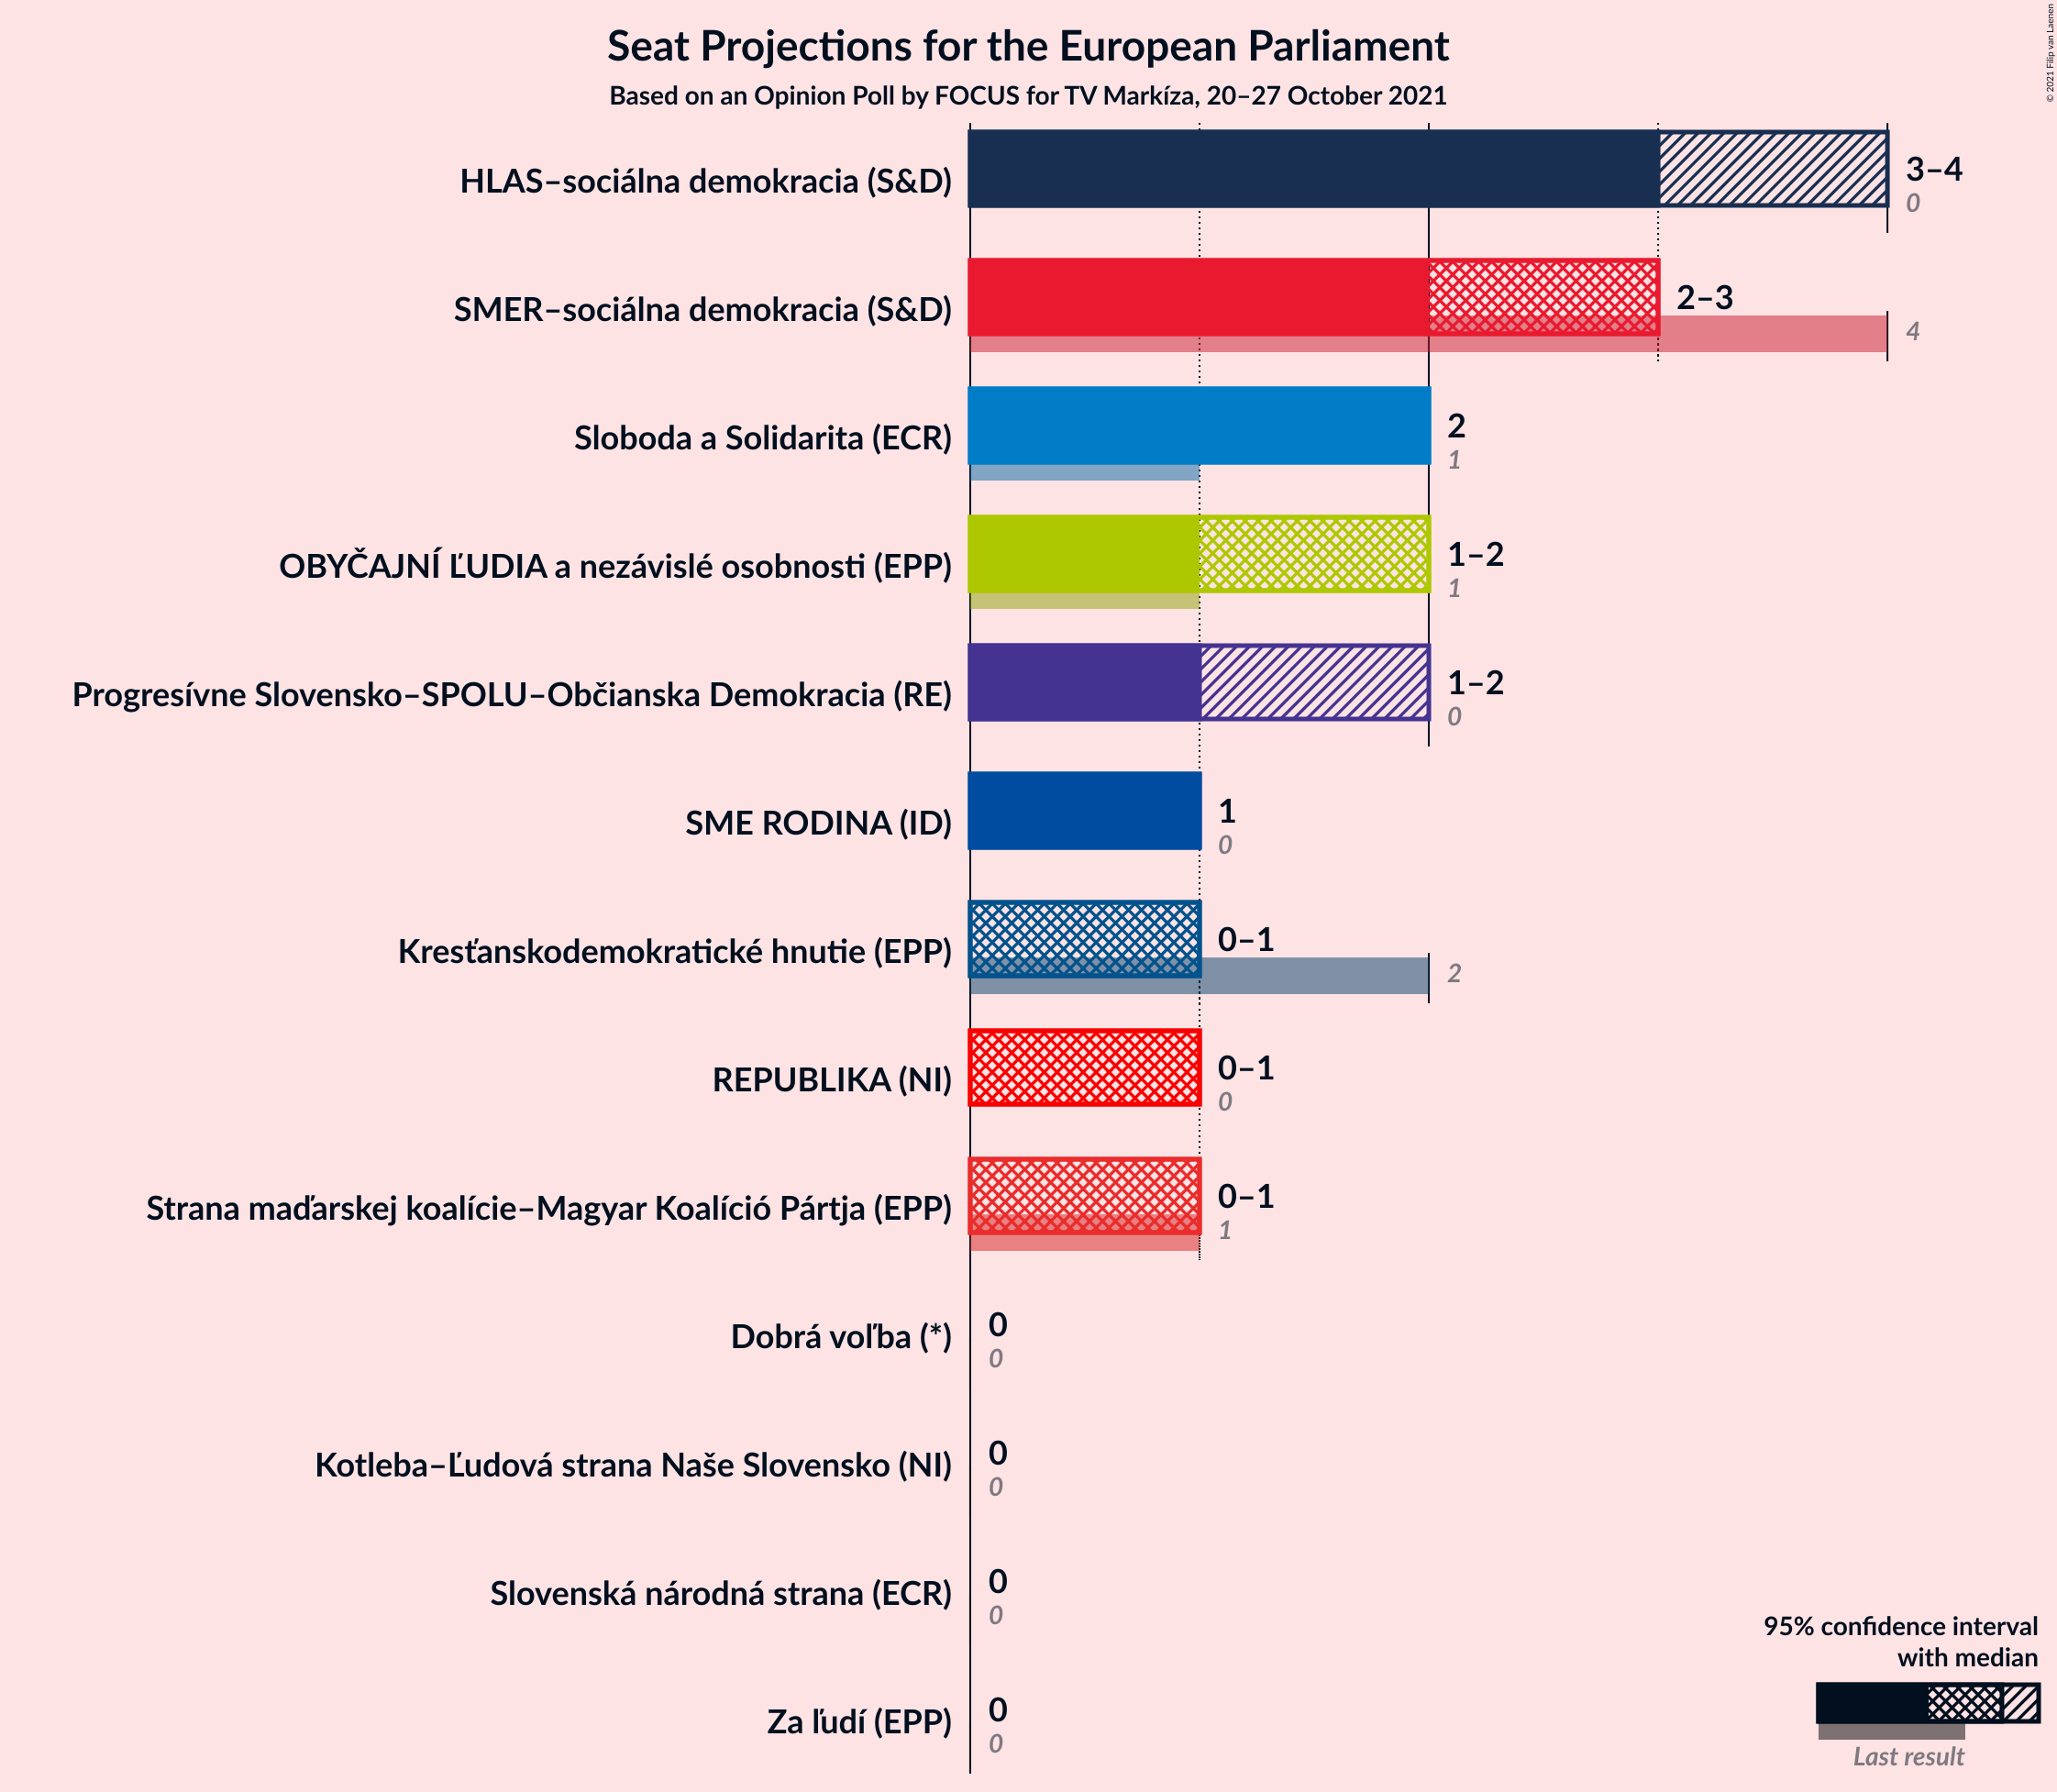 Seat Projections for the European Parliament
Based on an Opinion Poll by FOCUS for TV Markíza, 20–27 October 2021
© 2021 Filip van Laenen
HLAS–sociálna demokracia (S&D)
3–4
0
SMER–sociálna demokracia (S&D)
2–3
4
Sloboda a Solidarita (ECR)
2
1
OBYČAJNÍ ĽUDIA a nezávislé osobnosti (EPP)
1–2
1
Progresívne Slovensko–SPOLU–Občianska Demokracia (RE)
1–2
0
SME RODINA (ID)
1
0
Kresťanskodemokratické hnutie (EPP)
0–1
2
REPUBLIKA (NI)
0–1
0
Strana maďarskej koalície–Magyar Koalíció Pártja (EPP)
0–1
1
Dobrá voľba (*)
0
0
Kotleba–Ľudová strana Naše Slovensko (NI)
0
0
Slovenská národná strana (ECR)
0
0
Za ľudí (EPP)
0
0
95% confidence interval
with median
Last result